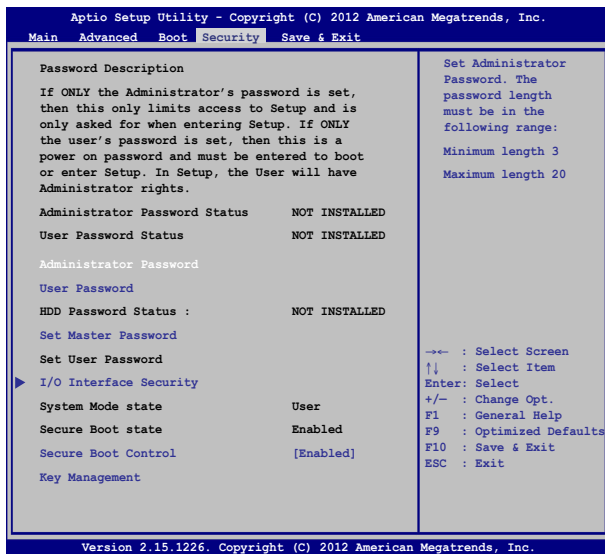 Aptio Setup Utility - Copyright (C) 2012 American Megatrends, Inc.
Main Advanced Boot Security Save & Exit
Password Description
If ONLY the Administrator's password is set,
then this only limits access to Setup and is
only asked for when entering Setup. If ONLY
the user's password is set, then this is a
power on password and must be entered to boot
or enter Setup. In Setup, the User will have
Administrator rights.
Administrator Password Status NOT INSTALLED
User Password Status NOT INSTALLED
Administrator Password
User Password
HDD Password Status : NOT INSTALLED
Set Master Password
Set User Password
I/O Interface Security
System Mode state User
Secure Boot state Enabled
Secure Boot Control [Enabled]
Key Management
Set Administrator
Password. The
password length
must be in the
following range:
Minimum length 3
Maximum length 20
→← : Select Screen
↑↓ : Select Item
Enter: Select
+/— : Change Opt.
F1 : General Help
F9 : Optimized Defaults
F10 : Save & Exit
ESC : Exit
Version 2.15.1226. Copyright (C) 2012 American Megatrends, Inc.